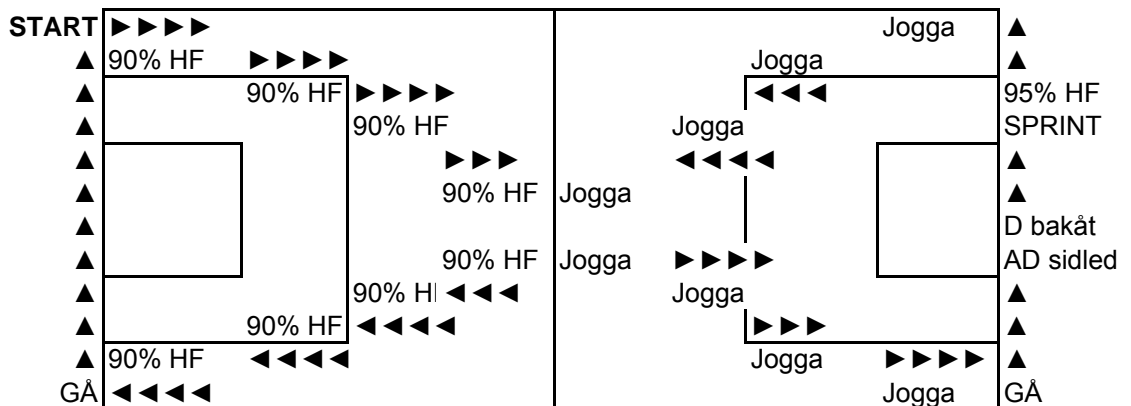 START ►►►► Jogga ▲
▲ 90% HF ►►►► Jogga ▲
▲ 90% HF ►►►► ◄◄◄ 95% HF
▲ 90% HF Jogga SPRINT
▲ ►►► ◄◄◄◄ ▲
▲ 90% HF Jogga ▲
▲ D bakåt
▲ 90% HF Jogga ►►►► AD sidled
▲ 90% H ◄◄◄ Jogga ▲
▲ 90% HF ◄◄◄◄ ►►► ▲
▲ 90% HF ◄◄◄◄ Jogga ►►►► ▲
GÅ ◄◄◄◄ Jogga GÅ